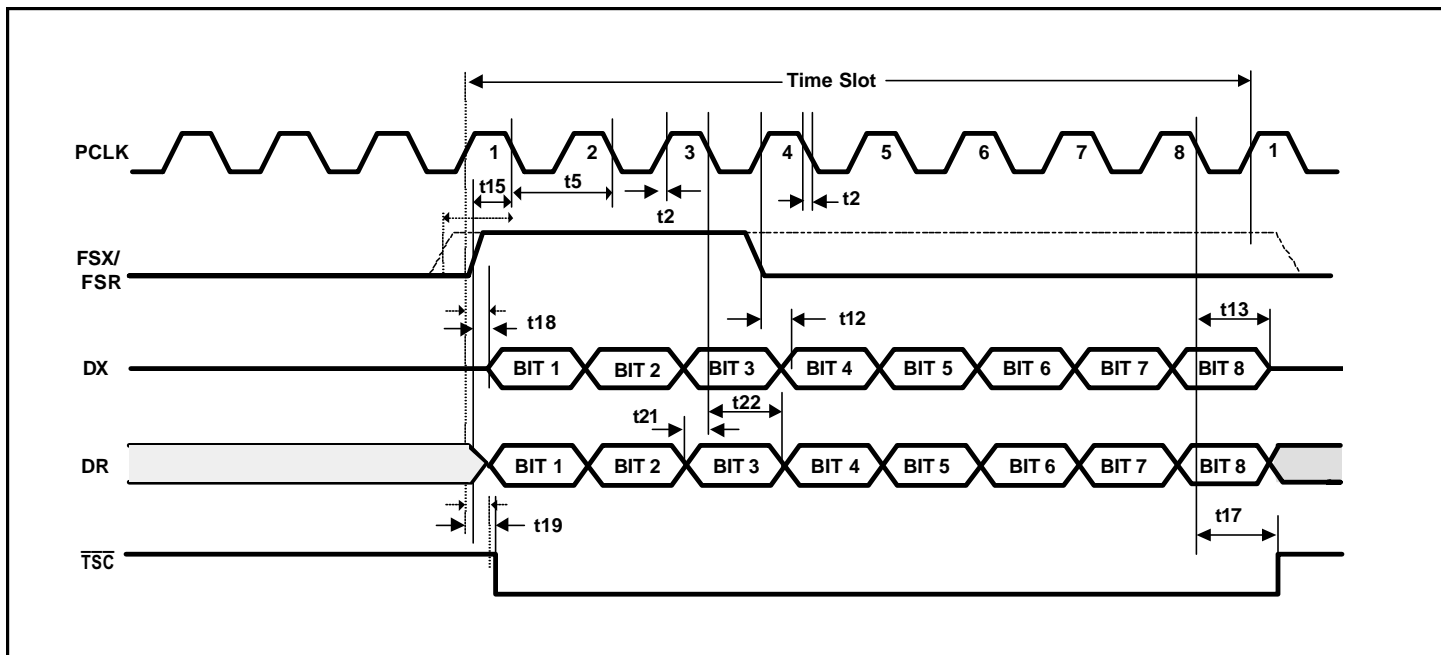 Time Slot
PCLK
1 2 3 4 5 6 7 8 1
t15
t5
t2
t2
FSX/
FSR
t18
t12
t13
DX
BIT 1 BIT 2 BIT 3 BIT 4 BIT 5 BIT 6 BIT 7 BIT 8
t21
t22
DR
BIT 1 BIT 2 BIT 3 BIT 4 BIT 5 BIT 6 BIT 7 BIT 8
t19
t17
TSC